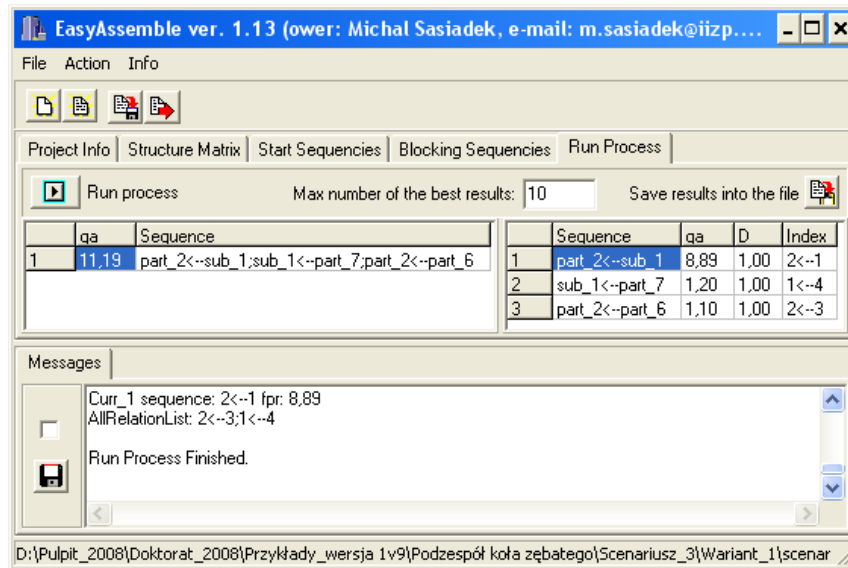 EasyAssemble ver. 1.13 (ower: Michal Sasiadek, e-mail: m.sasiadek@iizp....
File Action Info
Project Info Structure Matrix Start Sequencies Blocking Sequencies Run Process
Run process Max number of the best results: 10 Save results into the file
qa Sequence
1 11,19 part_2<--sub_1;sub_1<--part_7;part_2<--part_6
Sequence qa D Index
1 part_2<--sub_1 8,89 1,00 2<--1
2 sub_1<--part_7 1,20 1,00 1<--4
3 part_2<--part_6 1,10 1,00 2<--3
Messages
Curr_1 sequence: 2<--1 fpr: 8,89
AllRelationList: 2<--3;1<--4
Run Process Finished.
D:\Pulpit_2008\Doktorat_2008\Przykłady_wersja 1v9\Podzespół koła zębatego\Scenariusz_3\Wariant_1\scenar